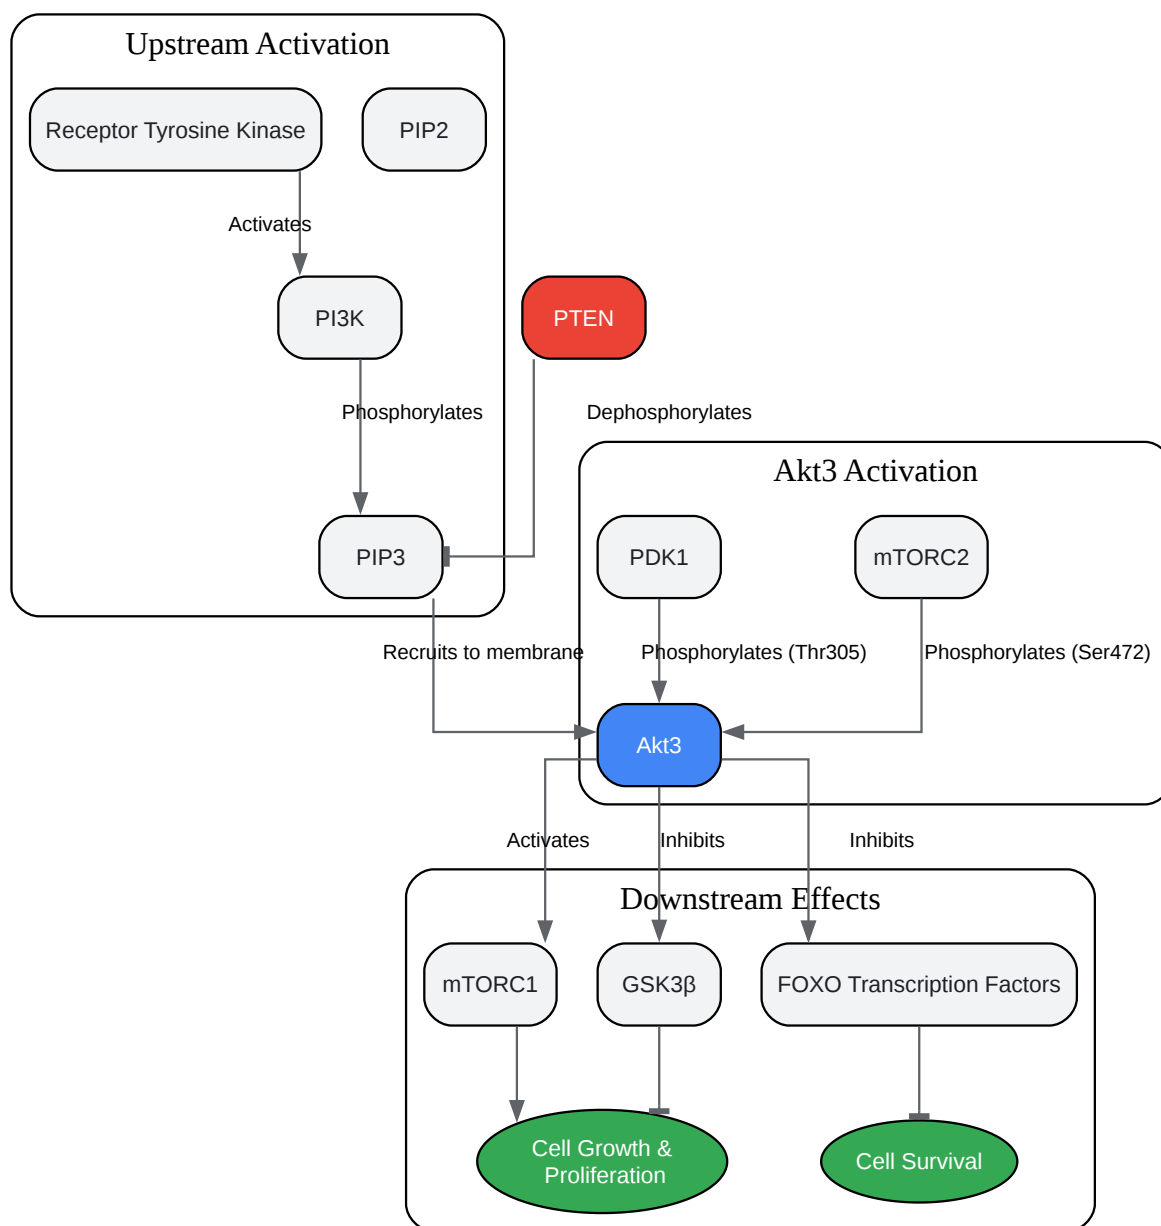 Upstream Activation
Receptor Tyrosine Kinase
PIP2
Activates
PI3K
PTEN
Phosphorylates
Dephosphorylates
Akt3 Activation
PIP3
PDK1
mTORC2
Recruits to membrane
Phosphorylates (Thr305)
Phosphorylates (Ser472)
Akt3
Activates
Inhibits
Inhibits
Downstream Effects
mTORC1
GSK3β
FOXO Transcription Factors
Cell Growth &
Proliferation
Cell Survival